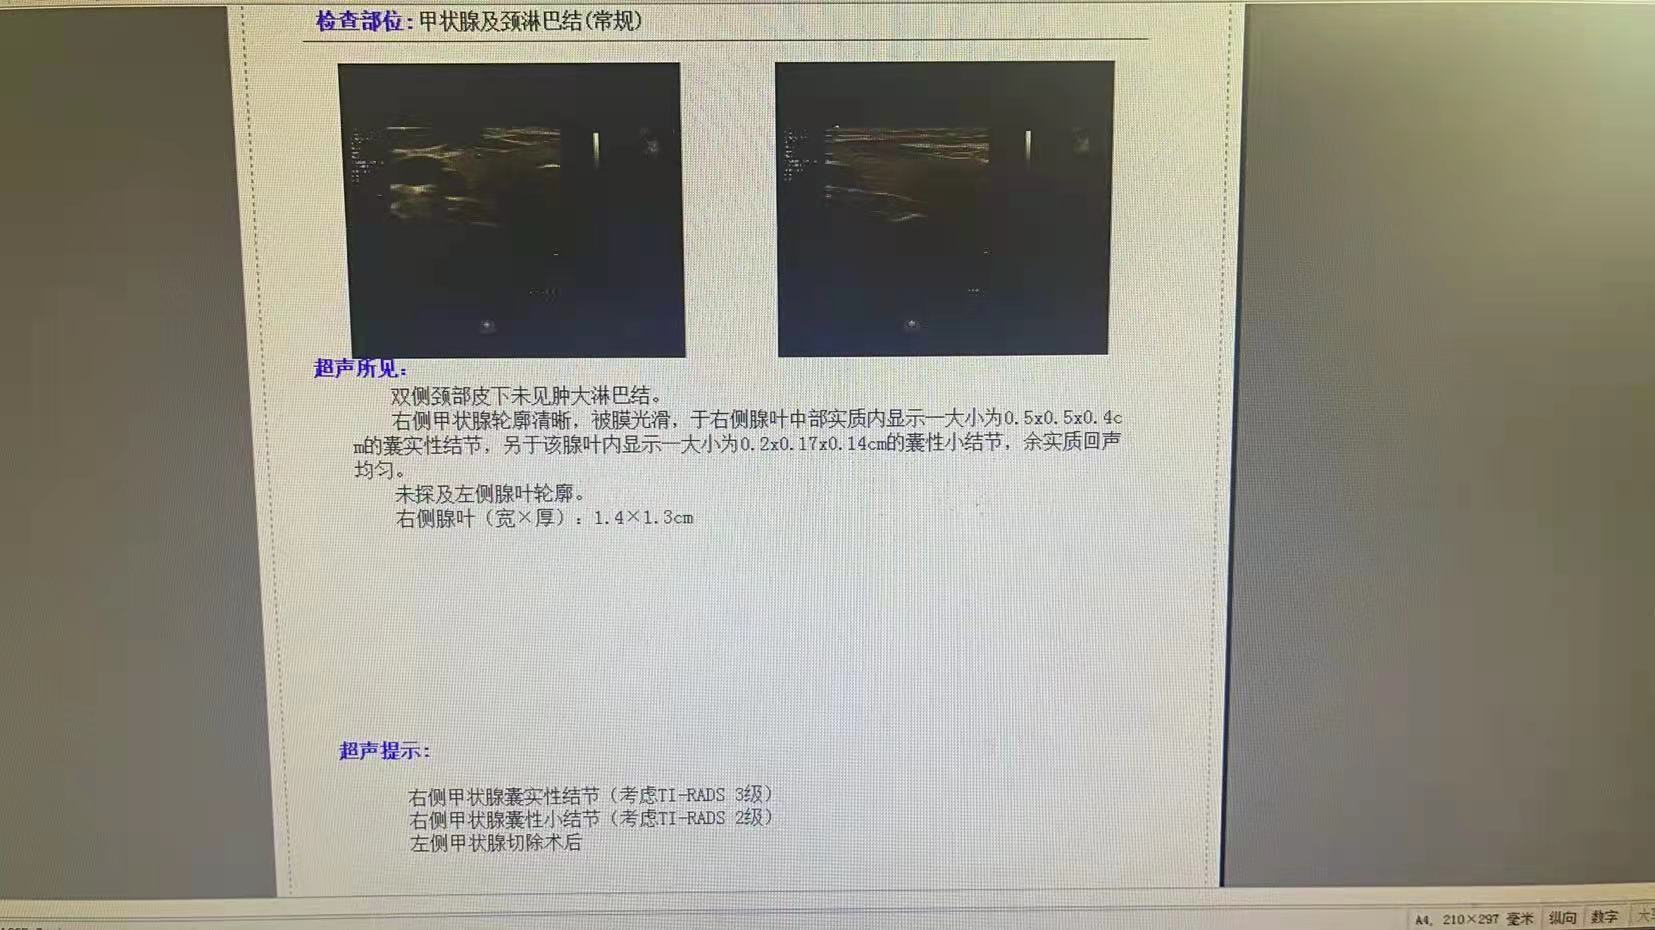 检查部位:甲状腺及颈淋巴结(常规)
超声所见:
双侧颈部皮下未见肿大淋巴结。
右侧甲状腺轮廓清晰，被膜光滑，于右侧腺叶中部实质内显示一大小为0.5x0.5x0.4c
m的囊实性结节，另于该腺叶内显示一大小为0.2x0.17x0.14cm的囊性小结节，余实质回声
均匀。
未探及左侧腺叶轮廓。
右侧腺叶（宽×厚）：1.4×1.3cm
超声提示:
右侧甲状腺囊实性结节（考虑TI-RADS 3级）
右侧甲状腺囊性小结节（考虑TI-RADS 2级）
左侧甲状腺切除术后
A4, 210×297 毫米 纵向 数字